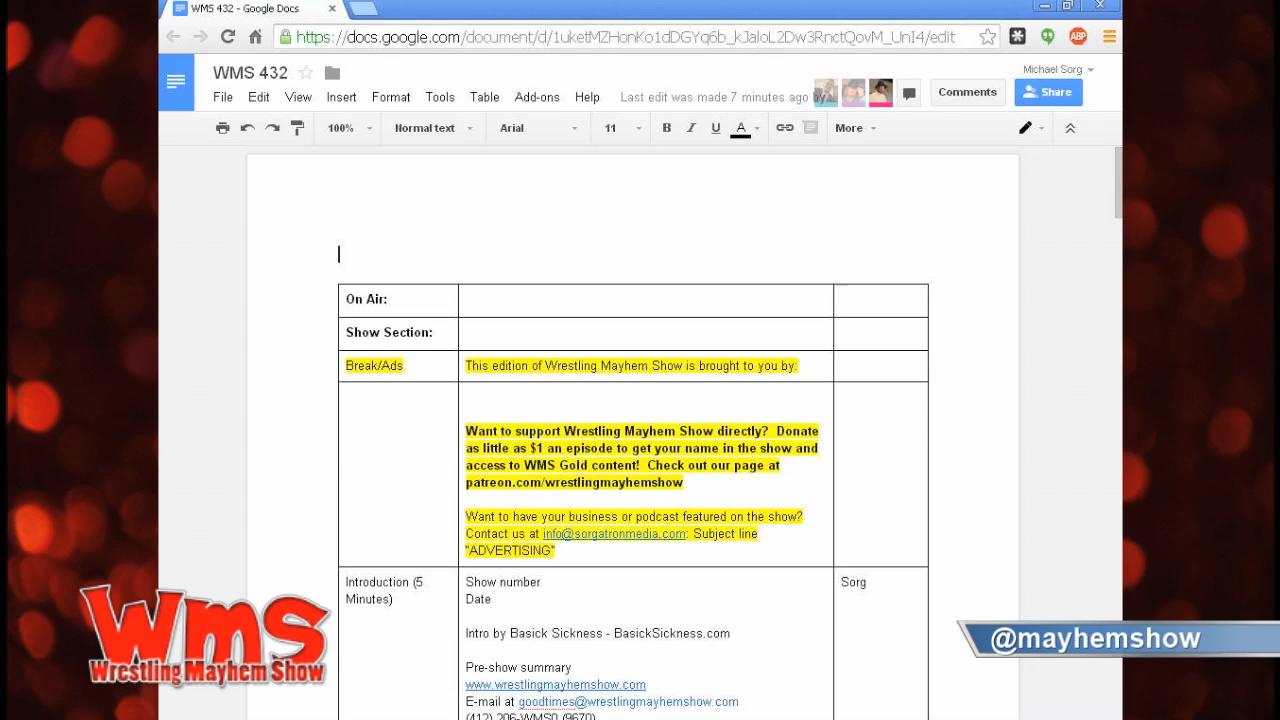 WMS 432 - Google Docs
https://docs.google.com/document/d/1uketMZHonKo1dDGYq6b_kJaloL2Dw3RnctQovM_UnI4/edit
ABP
WMS 432
Michael Sorg
File Edit View Insert Format Tools Table Add-ons Help Last edit was made 7 minutes ago by
Comments
Share
100% Normal text Arial 11 B I U A More
On Air:
Show Section:
Break/Ads This edition of Wrestling Mayhem Show is brought to you by:
Want to support Wrestling Mayhem Show directly? Donate
as little as $1 an episode to get your name in the show and
access to WMS Gold content! Check out our page at
patreon.com/wrestlingmayhemshow
Want to have your business or podcast featured on the show?
Contact us at info@sorgatronmedia.com: Subject line
"ADVERTISING"
Introduction (5 Show number Sorg
Minutes) Date
Intro by Basick Sickness - BasickSickness.com
Pre-show summary
www.wrestlingmayhemshow.com
E-mail at goodtimes@wrestlingmayhemshow.com
(412) 206-WMS0 (9670)
WMS
Wrestling Mayhem Show
@mayhemshow